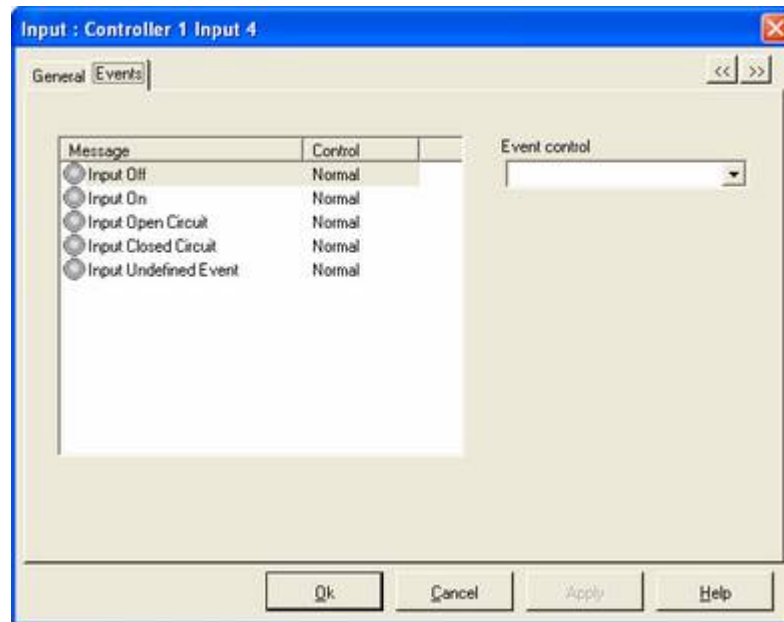 Input : Controller 1 Input 4
General Events << >>
Message Control Event control
Input Off Normal
Input On Normal
Input Open Circuit Normal
Input Closed Circuit Normal
Input Undefined Event Normal
Ok Cancel Apply Help